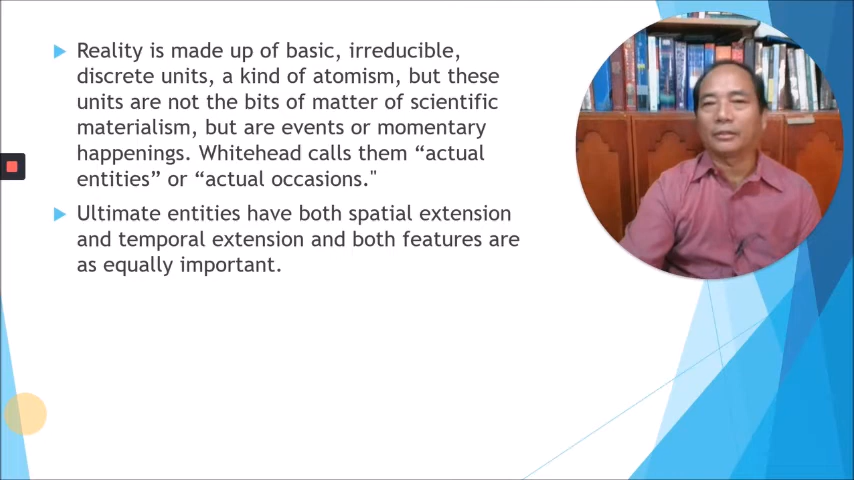 Reality is made up of basic, irreducible,
discrete units, a kind of atomism, but these
units are not the bits of matter of scientific
materialism, but are events or momentary
happenings. Whitehead calls them “actual
entities” or “actual occasions."
Ultimate entities have both spatial extension
and temporal extension and both features are
as equally important.